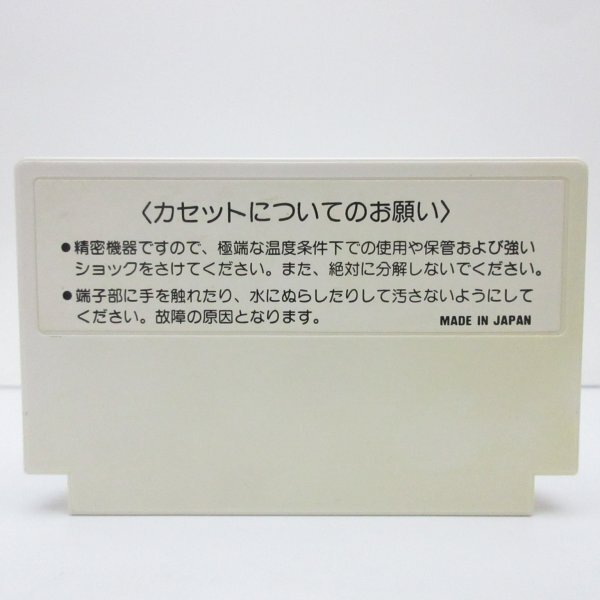 〈カセットについてのお願い〉
●精密機器ですので、極端な温度条件下での使用や保管および強い
ショックをさけてください。また、絶対に分解しないでください。
●端子部に手を触れたり、水にぬらしたりして汚さないようにして
ください。故障の原因となります。
MADE IN JAPAN